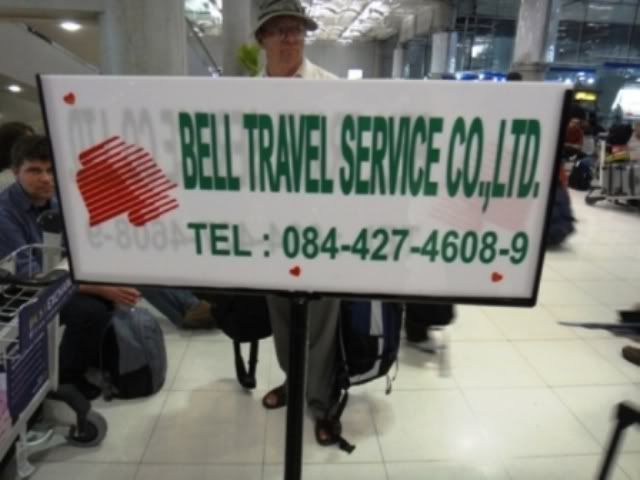 BELL TRAVEL SERVICE CO.,LTD.
TEL : 084-427-4608-9